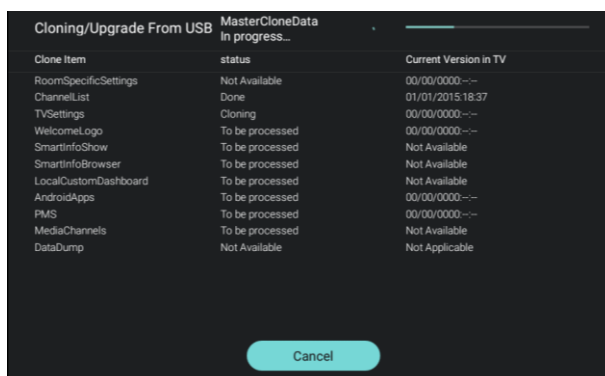 Cloning/Upgrade From USB MasterCloneData
In progress...
Clone Item status Current Version in TV
RoomSpecificSettings Not Available 00/00/0000:--:--
ChannelList Done 01/01/2015:18:37
TVSettings Cloning 00/00/0000:--:--
WelcomeLogo To be processed 00/00/0000:--:--
SmartInfoShow To be processed Not Available
SmartInfoBrowser To be processed Not Available
LocalCustomDashboard To be processed Not Available
AndroidApps To be processed 00/00/0000:--:--
PMS To be processed 00/00/0000:--:--
MediaChannels To be processed Not Available
DataDump Not Available Not Applicable
Cancel